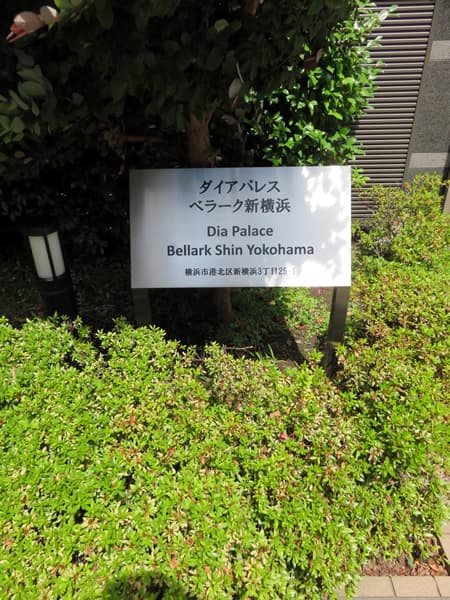 ダイアパレス
ベラーク新横浜
Dia Palace
Bellark Shin Yokohama
横浜市港北区新横浜3丁目25-1